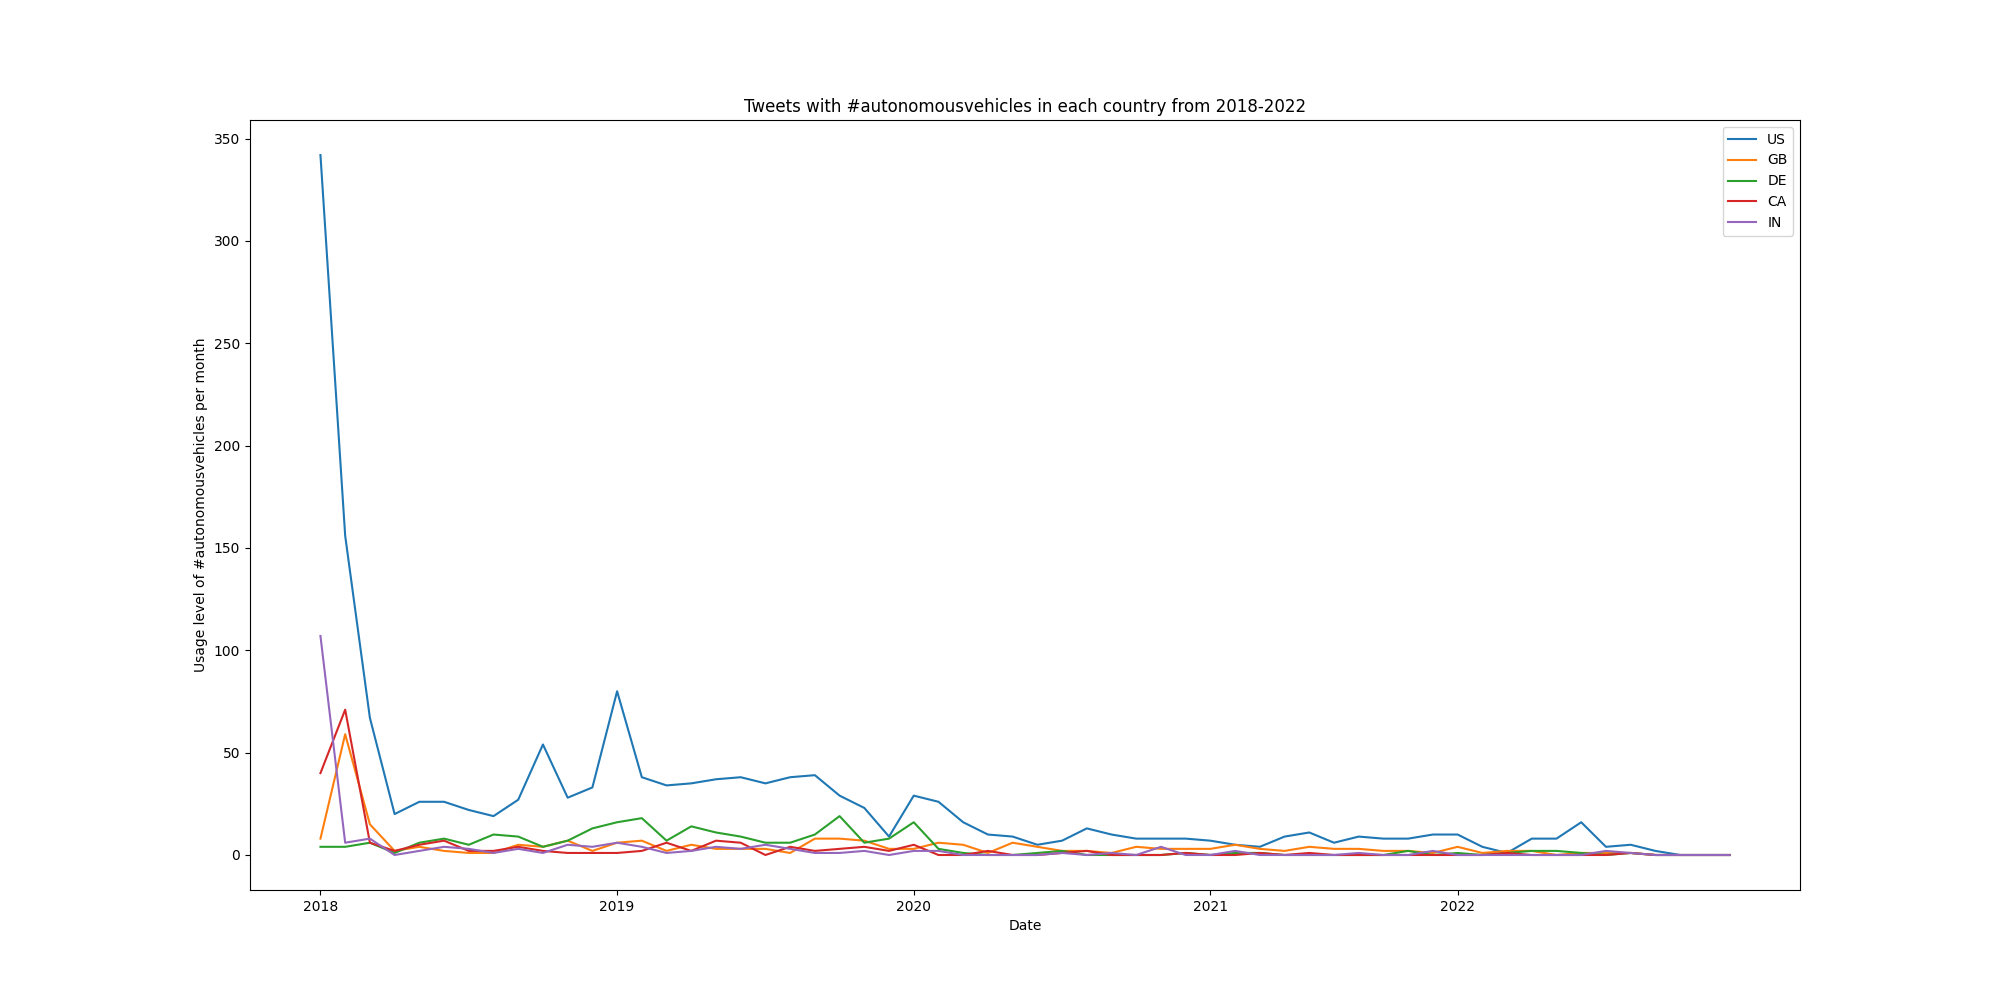 Tweets with #autonomousvehicles in each country from 2018-2022
350
300
250
200
150
100
50
0
Usage level of #autonomousvehicles per month
US
GB
DE
CA
IN
2018 2019 2020 2021 2022
Date